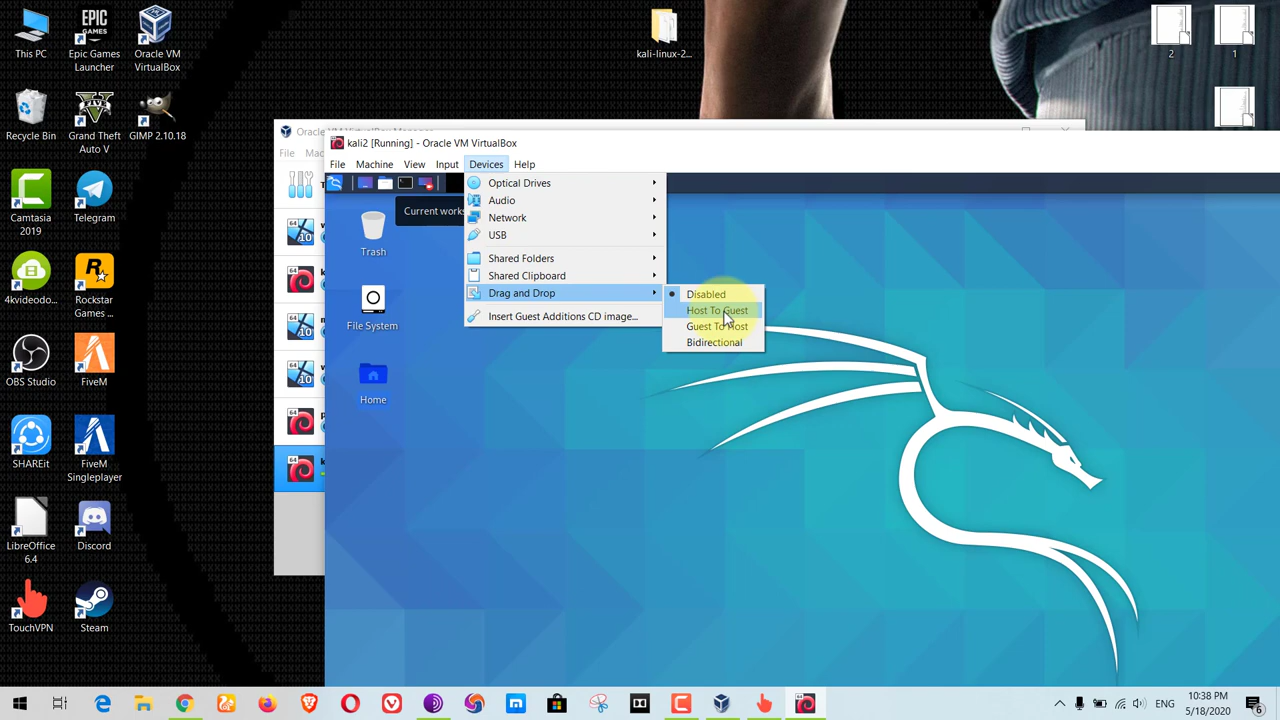 This PC
Epic Games
Launcher
Oracle VM
VirtualBox
kali-linux-2...
2
1
Recycle Bin
Grand Theft
Auto V
GIMP 2.10.18
Camtasia
2019
Telegram
4kvideodo...
Rockstar
Games
OBS Studio
FiveM
SHAREit
FiveM
Singleplayer
LibreOffice
6.4
Discord
TouchVPN
Steam
File
kali2 [Running] - Oracle VM VirtualBox
File Machine View Input Devices Help
Current work
Trash
File System
Home
Optical Drives
Audio
Network
USB
Shared Folders
Shared Clipboard
Drag and Drop
Insert Guest Additions CD image...
Disabled
Host To Guest
Guest To Host
Bidirectional
ENG
10:38 PM
5/18/2020
6